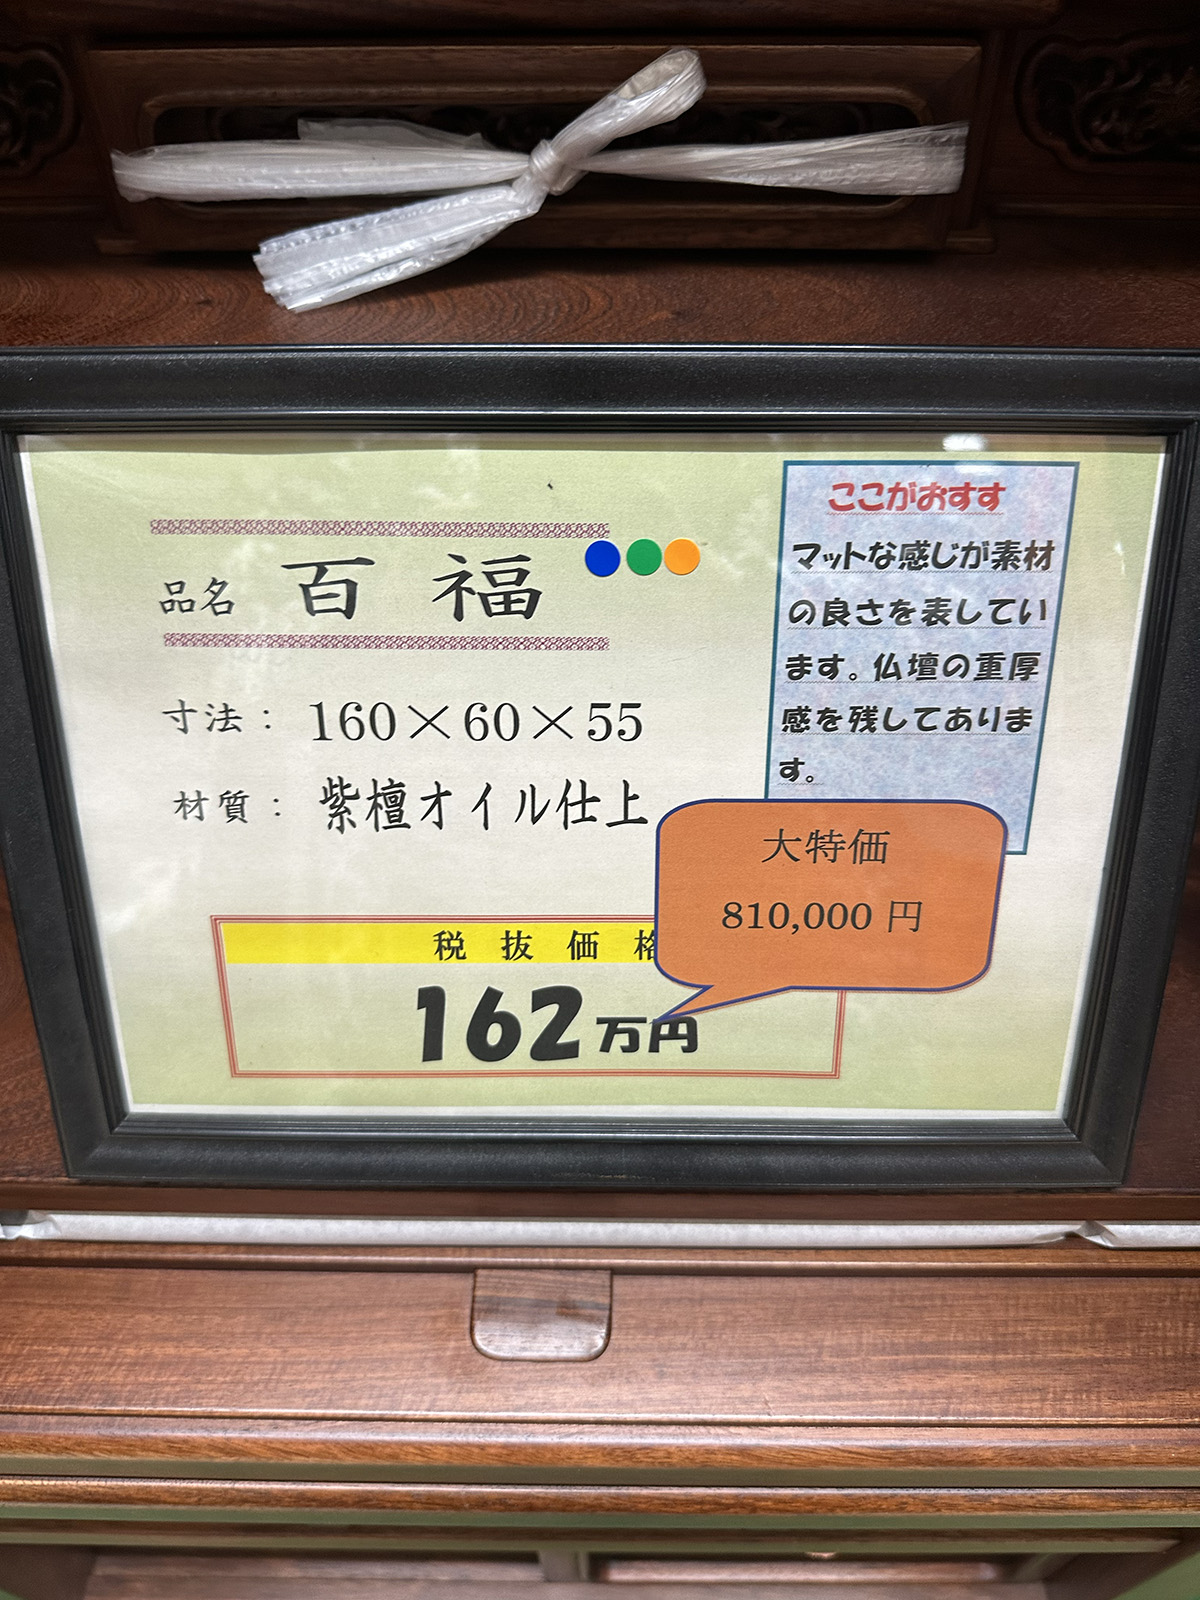 品名 百福
寸法：160×60×55
材質：紫檀オイル仕上
ここがおすす
マットな感じが素材
の良さを表してい
ます。仏壇の重厚
感を残してありま
す。
大特価
810,000 円
税抜価格
162万円